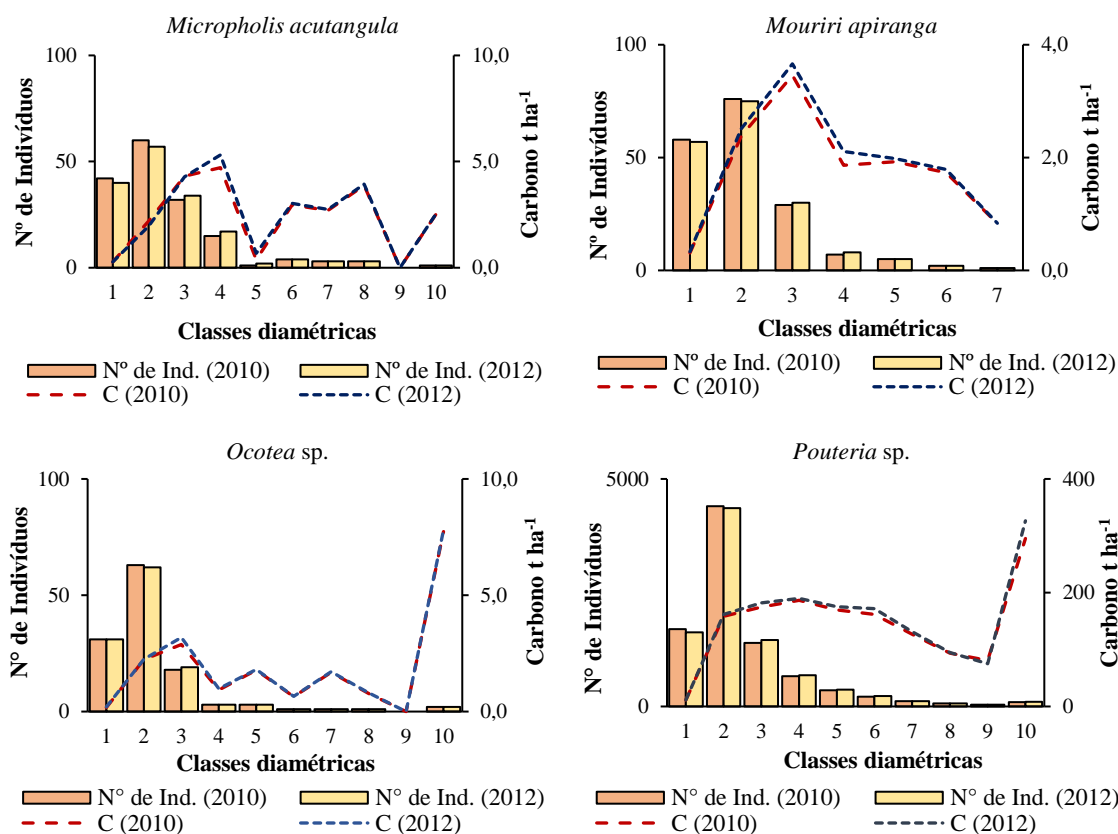 Micropholis acutangula
100
50
0
10,0
5,0
0,0
Nº de Indivíduos
Carbono t ha-1
1 2 3 4 5 6 7 8 9 10
Classes diamétricas
Nº de Ind. (2010) Nº de Ind. (2012)
C (2010) C (2012)
Mouriri apiranga
100
50
0
4,0
2,0
0,0
Nº de Indivíduos
Carbono t ha-1
1 2 3 4 5 6 7
Classes diamétricas
Nº de Ind. (2010) Nº de Ind. (2012)
C (2010) C (2012)
Ocotea sp.
100
50
0
10,0
5,0
0,0
N° de Indivíduos
Carbono t ha-1
1 2 3 4 5 6 7 8 9 10
Classes diamétricas
N° de Ind. (2010) N° de Ind. (2012)
C (2010) C (2012)
Pouteria sp.
5000
0
400
200
0
N° de Indivíduos
Carbono t ha-1
1 2 3 4 5 6 7 8 9 10
Classes diamétricas
N° de Ind. (2010) N° de Ind. (2012)
C (2010) C (2012)